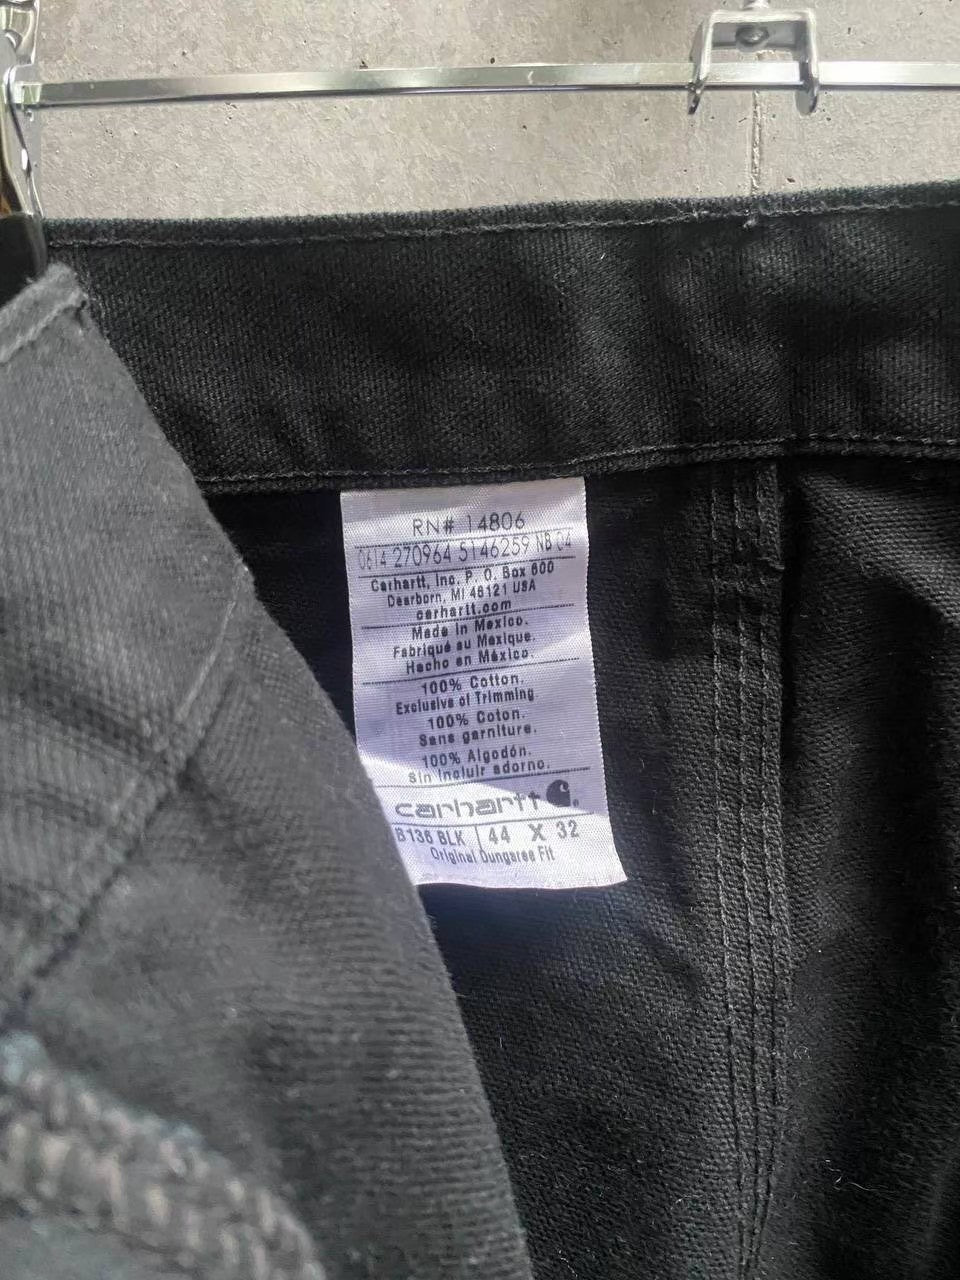 RN# 14806
0614 270964 5146259 NB 04
Carhartt, Inc. P. O. Box 600
Dearborn, MI 48121 USA
carhartt.com
Made in Mexico.
Fabriqué au Mexique.
Hecho en México.
100% Cotton.
Exclusive of Trimming
100% Coton.
Sans garniture.
100% Algodón.
Sin incluir adorno.
carhartt
B136 BLK | 44 X 32
Original Dungaree Fit